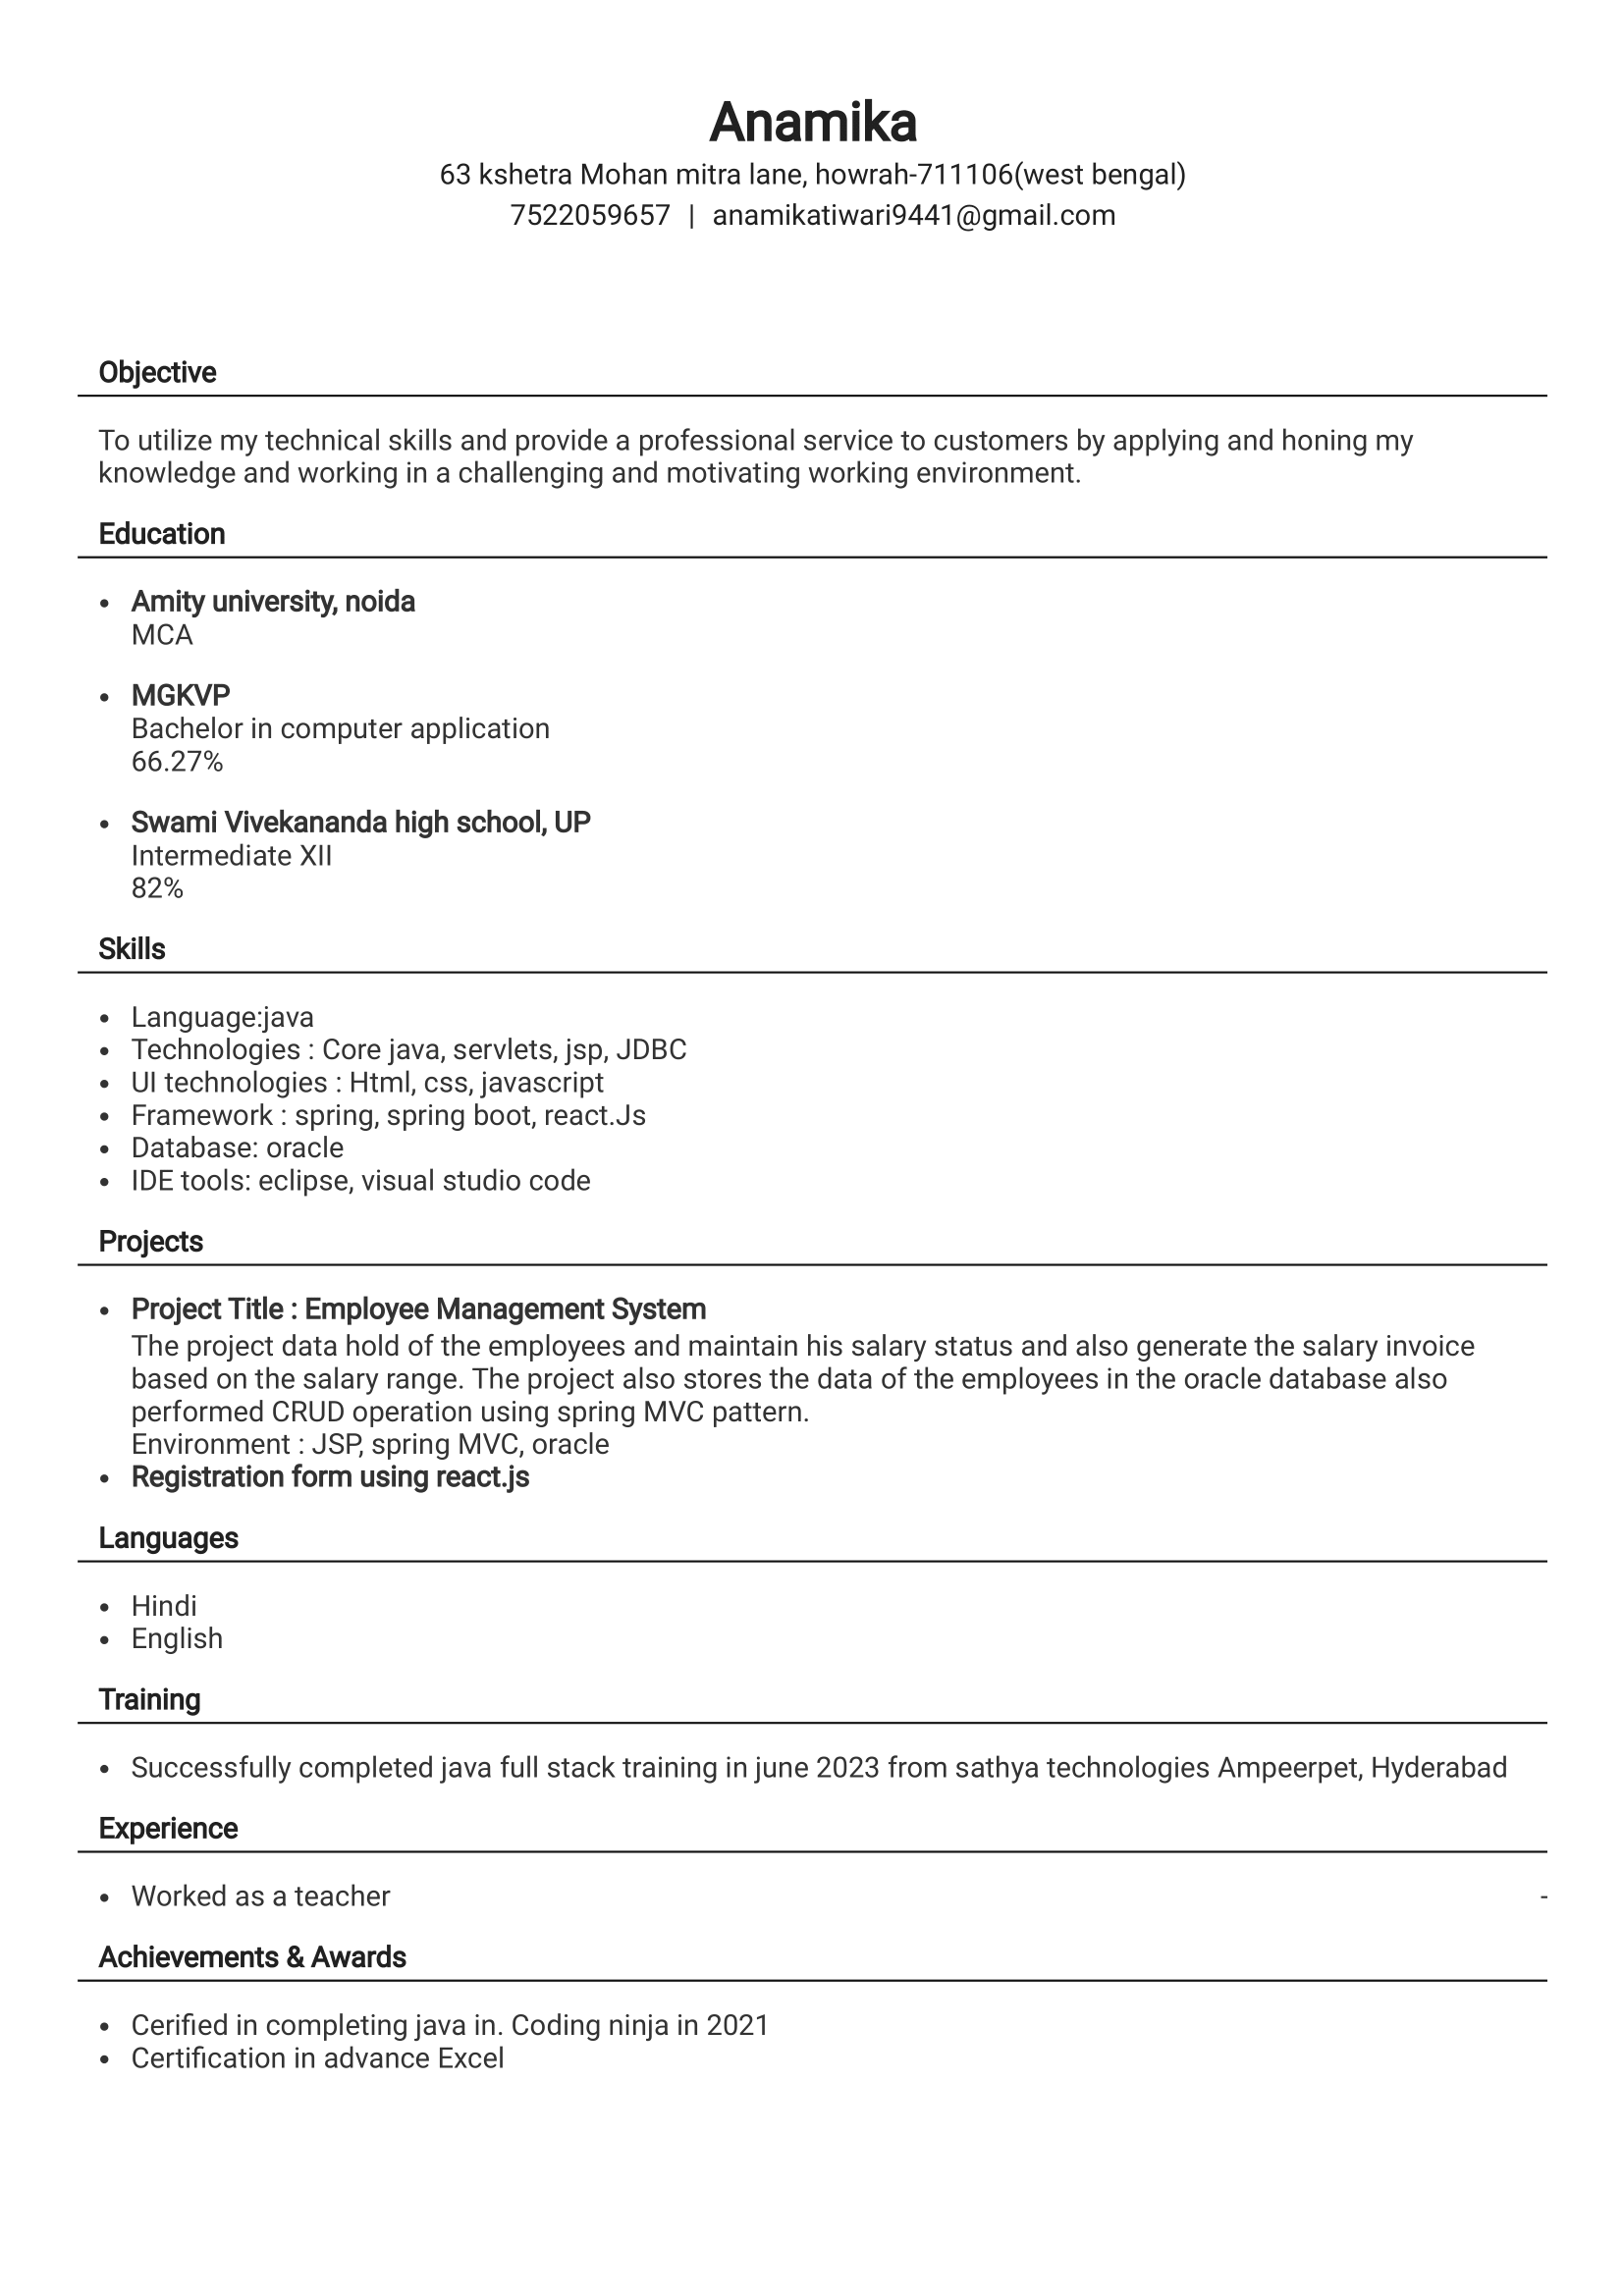 Anamika
63 kshetra Mohan mitra lane, howrah-711106(west bengal)
7522059657 | anamikatiwari9441@gmail.com
Objective
To utilize my technical skills and provide a professional service to customers by applying and honing my
knowledge and working in a challenging and motivating working environment.
Education
• Amity university, noida
MCA
• MGKVP
Bachelor in computer application
66.27%
• Swami Vivekananda high school, UP
Intermediate XII
82%
Skills
• Language:java
• Technologies : Core java, servlets, jsp, JDBC
• UI technologies : Html, css, javascript
• Framework : spring, spring boot, react.Js
• Database: oracle
• IDE tools: eclipse, visual studio code
Projects
• Project Title : Employee Management System
The project data hold of the employees and maintain his salary status and also generate the salary invoice
based on the salary range. The project also stores the data of the employees in the oracle database also
performed CRUD operation using spring MVC pattern.
Environment : JSP, spring MVC, oracle
• Registration form using react.js
Languages
• Hindi
• English
Training
• Successfully completed java full stack training in june 2023 from sathya technologies Ampeerpet, Hyderabad
Experience
• Worked as a teacher -
Achievements & Awards
• Cerified in completing java in. Coding ninja in 2021
• Certification in advance Excel